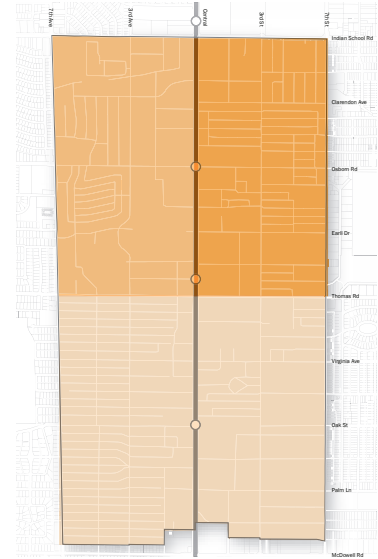 7th Ave
3rd Ave
Central
3rd St
7th St
Indian School Rd
Clarendon Ave
Osborn Rd
Earll Dr
Thomas Rd
Virginia Ave
Oak St
Palm Ln
McDowell Rd